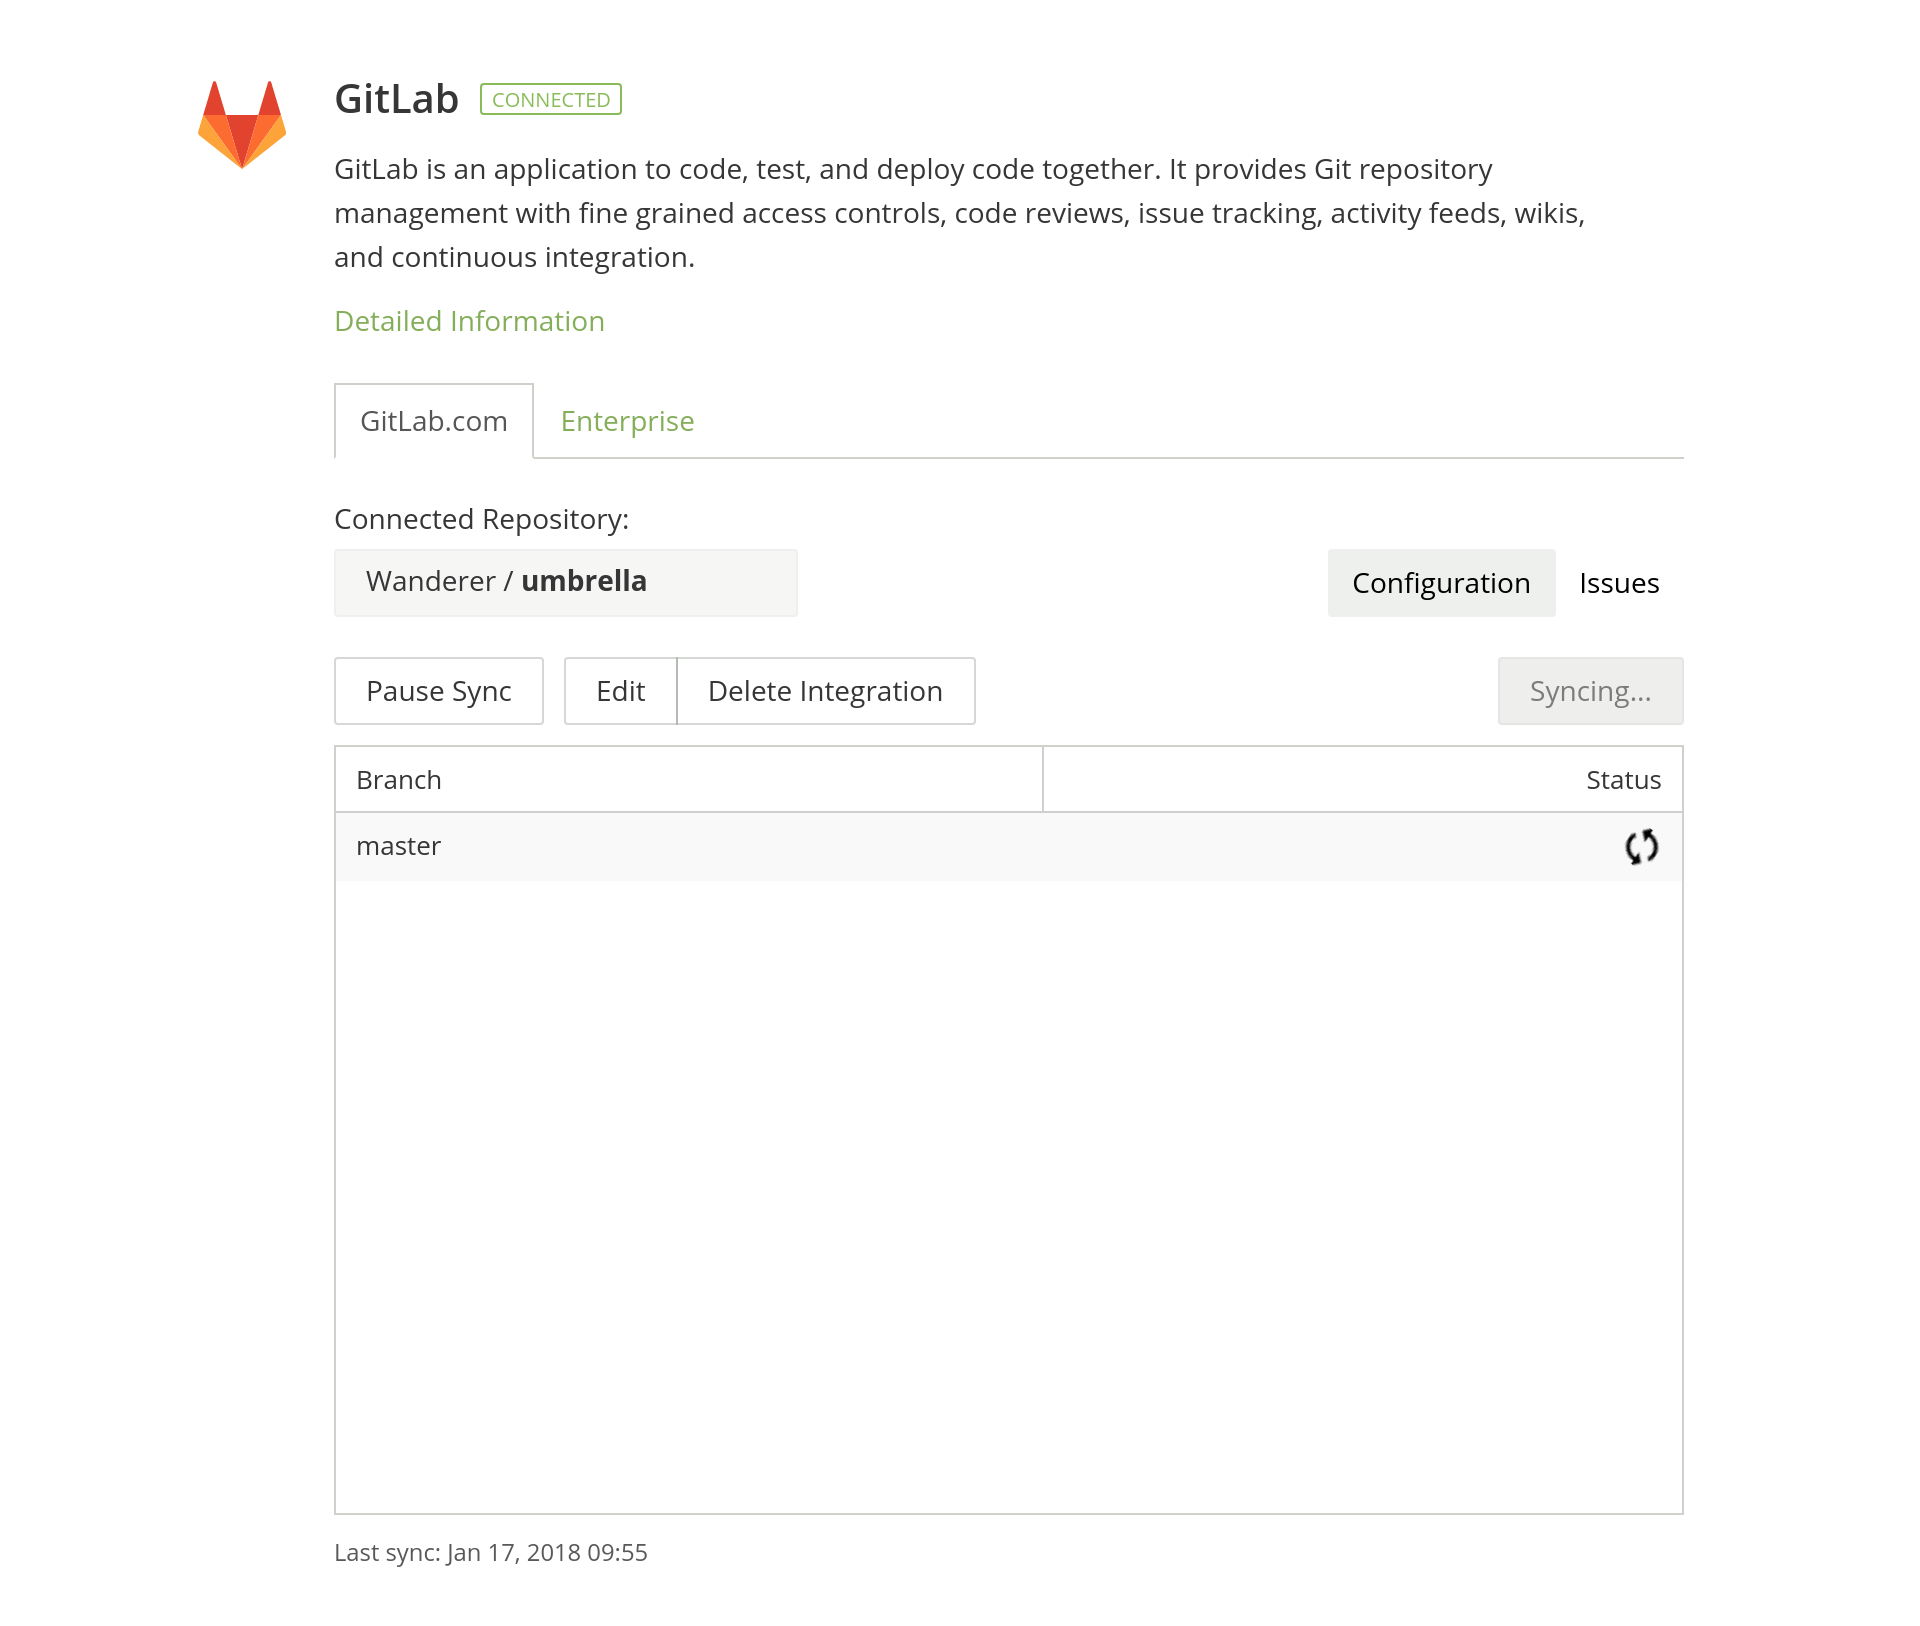 GitLab CONNECTED
GitLab is an application to code, test, and deploy code together. It provides Git repository
management with fine grained access controls, code reviews, issue tracking, activity feeds, wikis,
and continuous integration.
Detailed Information
GitLab.com Enterprise
Connected Repository:
Wanderer / umbrella Configuration Issues
Pause Sync Edit Delete Integration Syncing...
Branch Status
master
Last sync: Jan 17, 2018 09:55